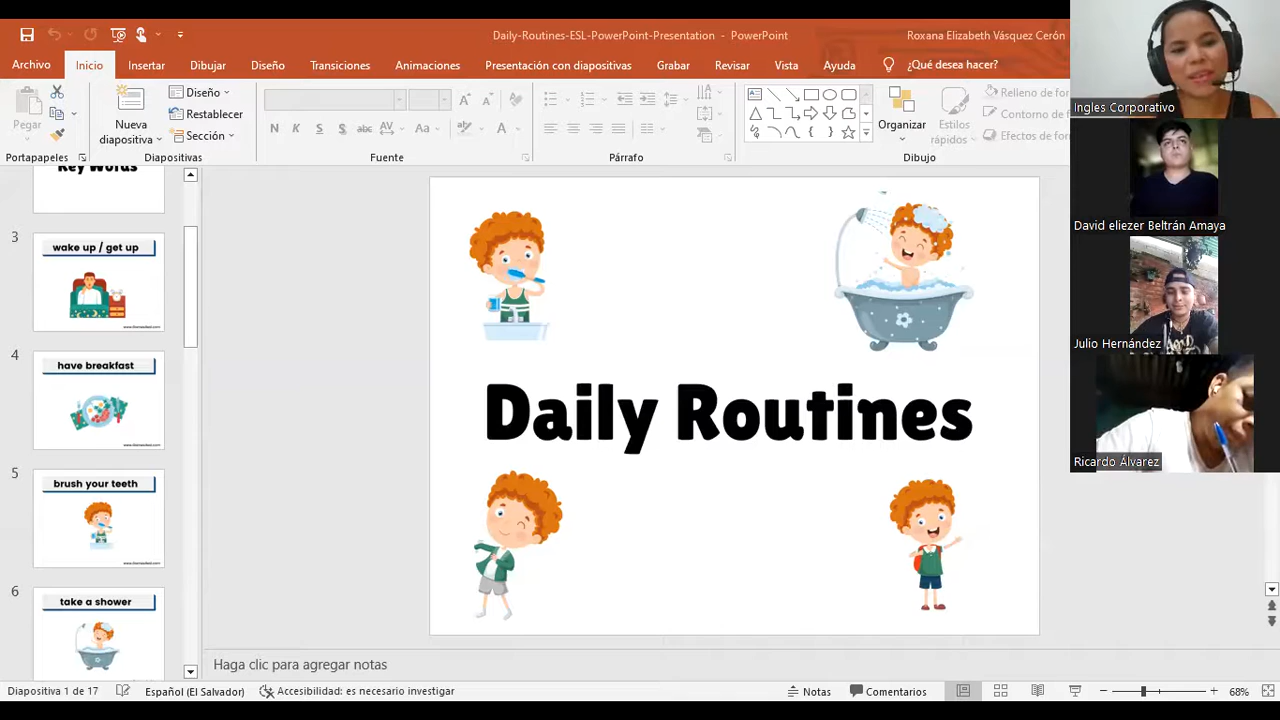 Daily-Routines-ESL-PowerPoint-Presentation - PowerPoint
Roxana Elizabeth Vásquez Cerón
Archivo Inicio Insertar Dibujar Diseño Transiciones Animaciones Presentación con diapositivas Grabar Revisar Vista Ayuda ¿Qué desea hacer?
Pegar
Nueva diapositiva
Diseño
Restablecer
Sección
N K S S abc AV Aa A A
Organizar
Estilos rápidos
Relleno de for
Contorno de
Efectos de for
Portapapeles Diapositivas Fuente Párrafo Dibujo
Key Words
3
wake up / get up
4
have breakfast
5
brush your teeth
6
take a shower
Daily Routines
Ingles Corporativo
David eliezer Beltrán Amaya
Julio Hernández
Ricardo Álvarez
Haga clic para agregar notas
Diapositiva 1 de 17 Español (El Salvador) Accesibilidad: es necesario investigar Notas Comentarios 68%